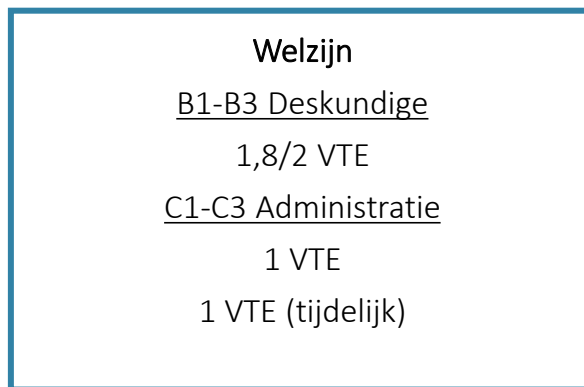 Welzijn
B1-B3 Deskundige
1,8/2 VTE
C1-C3 Administratie
1 VTE
1 VTE (tijdelijk)